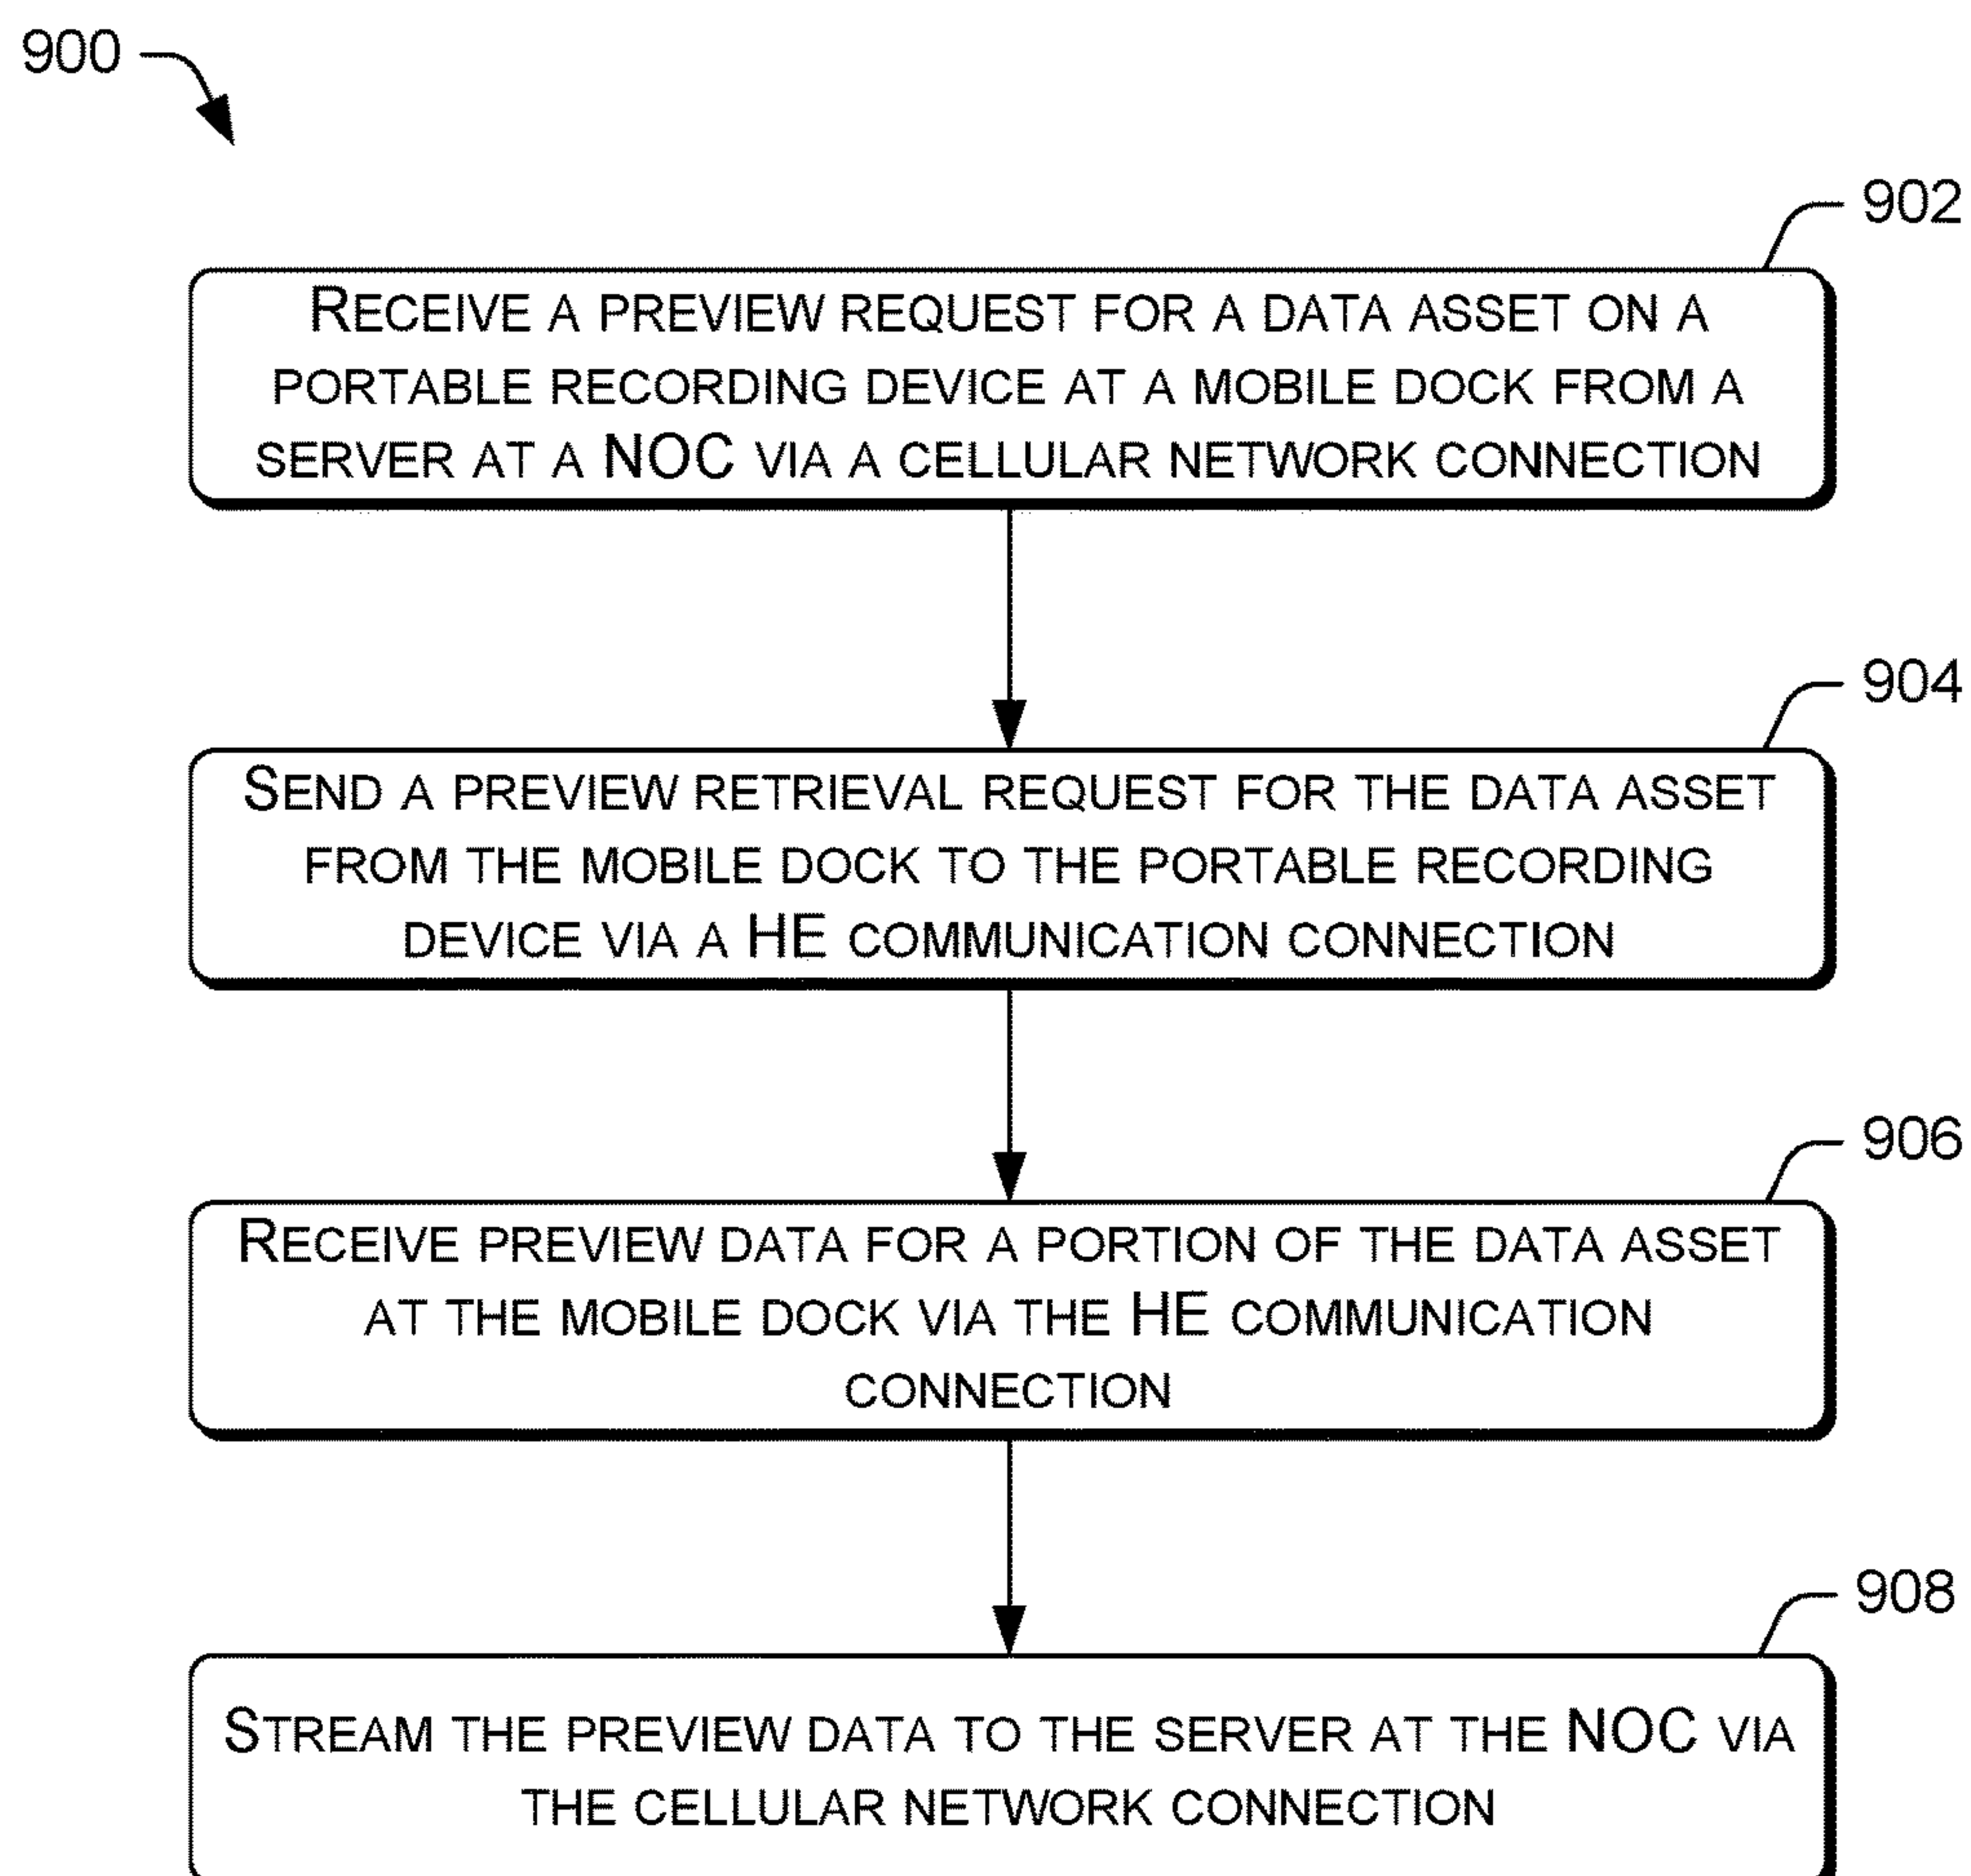 900
902
RECEIVE A PREVIEW REQUEST FOR A DATA ASSET ON A
PORTABLE RECORDING DEVICE AT A MOBILE DOCK FROM A
SERVER AT A NOC VIA A CELLULAR NETWORK CONNECTION
904
SEND A PREVIEW RETRIEVAL REQUEST FOR THE DATA ASSET
FROM THE MOBILE DOCK TO THE PORTABLE RECORDING
DEVICE VIA A HE COMMUNICATION CONNECTION
906
RECEIVE PREVIEW DATA FOR A PORTION OF THE DATA ASSET
AT THE MOBILE DOCK VIA THE HE COMMUNICATION
CONNECTION
908
STREAM THE PREVIEW DATA TO THE SERVER AT THE NOC VIA
THE CELLULAR NETWORK CONNECTION